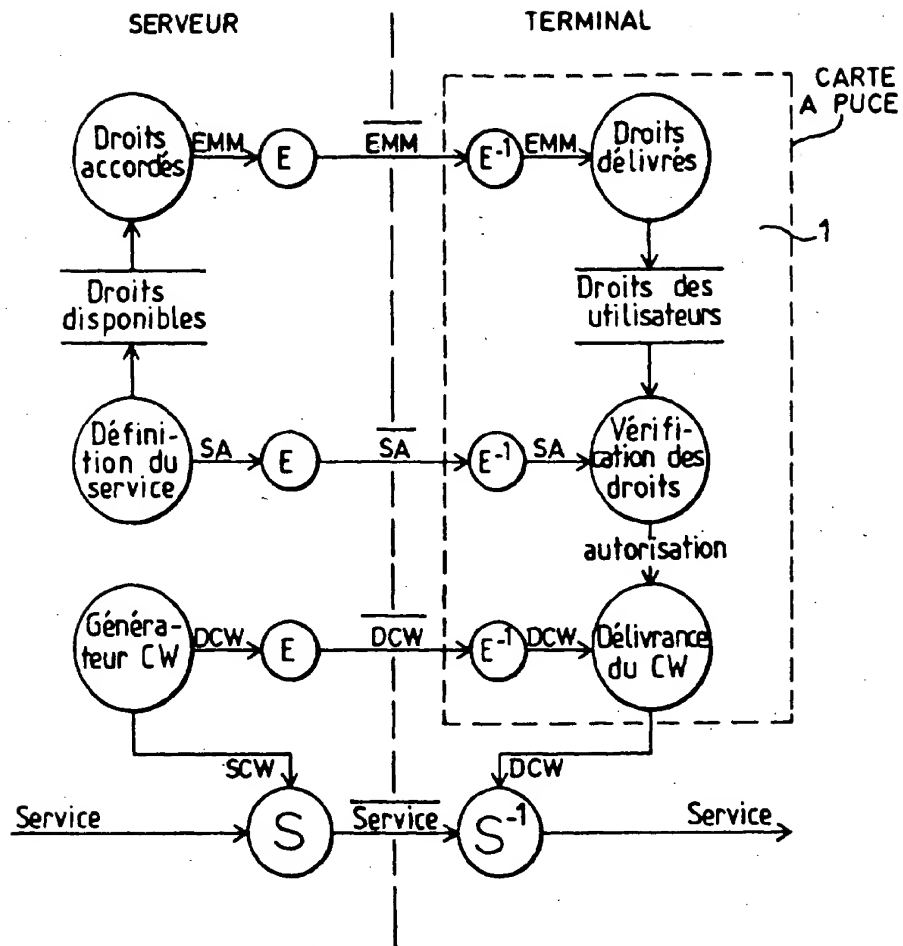 SERVEUR
TERMINAL
CARTE
A PUCE
Droits
accordés
EMM
E
EMM
E-1
EMM
Droits
délivrés
1
Droits
disponibles
Droits des
utilisateurs
Défini-
tion du
service
SA
E
SA
E-1
SA
Vérifi-
cation des
droits
autorisation
Généra-
teur CW
DCW
E
DCW
E-1
DCW
Délivrance
du CW
SCW
DCW
Service
S
Service
S-1
Service